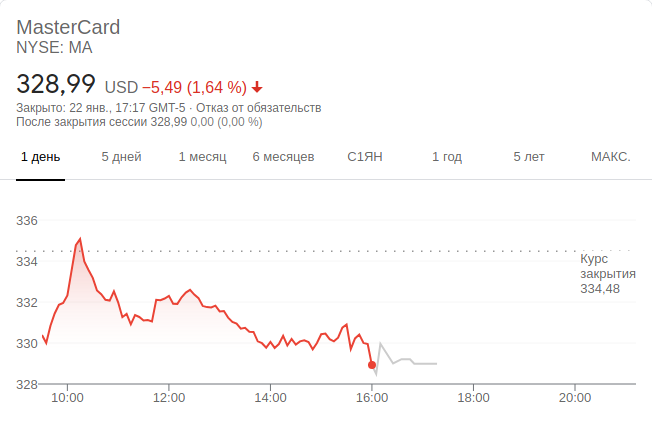 MasterCard
NYSE: MA
328,99 USD −5,49 (1,64 %)
Закрыто: 22 янв., 17:17 GMT-5 · Отказ от обязательств
После закрытия сессии 328,99 0,00 (0,00 %)
1 день 5 дней 1 месяц 6 месяцев С1ЯН 1 год 5 лет МАКС.
336
334
332
330
328
Курс
закрытия
334,48
10:00 12:00 14:00 16:00 18:00 20:00